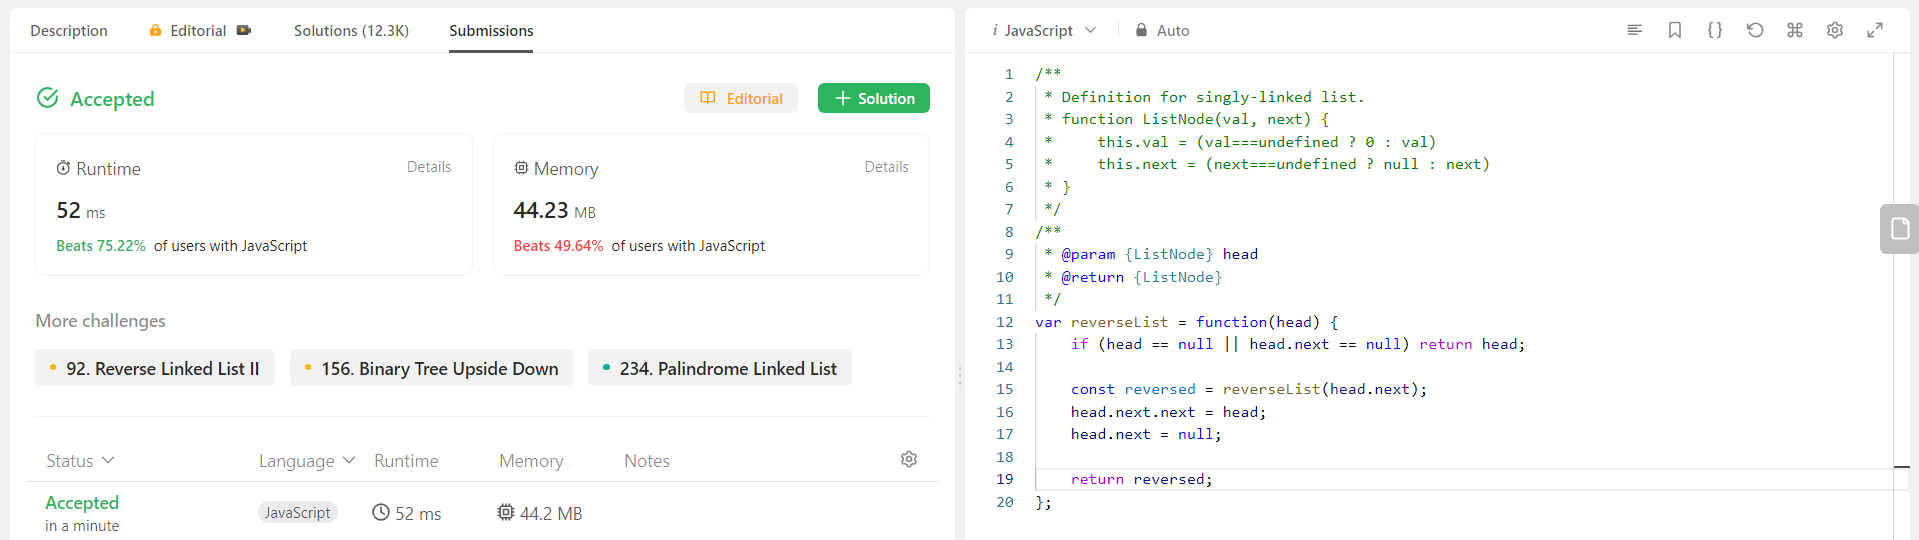 Description Editorial Solutions (12.3K) Submissions
Accepted Editorial + Solution
Runtime Details
52 ms
Beats 75.22% of users with JavaScript
Memory Details
44.23 MB
Beats 49.64% of users with JavaScript
More challenges
92. Reverse Linked List II 156. Binary Tree Upside Down 234. Palindrome Linked List
Status Language Runtime Memory Notes
Accepted JavaScript 52 ms 44.2 MB
in a minute
i JavaScript Auto {}
1 /**
2  * Definition for singly-linked list.
3  * function ListNode(val, next) {
4  *     this.val = (val===undefined ? 0 : val)
5  *     this.next = (next===undefined ? null : next)
6  * }
7  */
8 /**
9  * @param {ListNode} head
10  * @return {ListNode}
11  */
12 var reverseList = function(head) {
13     if (head == null || head.next == null) return head;
14
15     const reversed = reverseList(head.next);
16     head.next.next = head;
17     head.next = null;
18
19     return reversed;
20 };